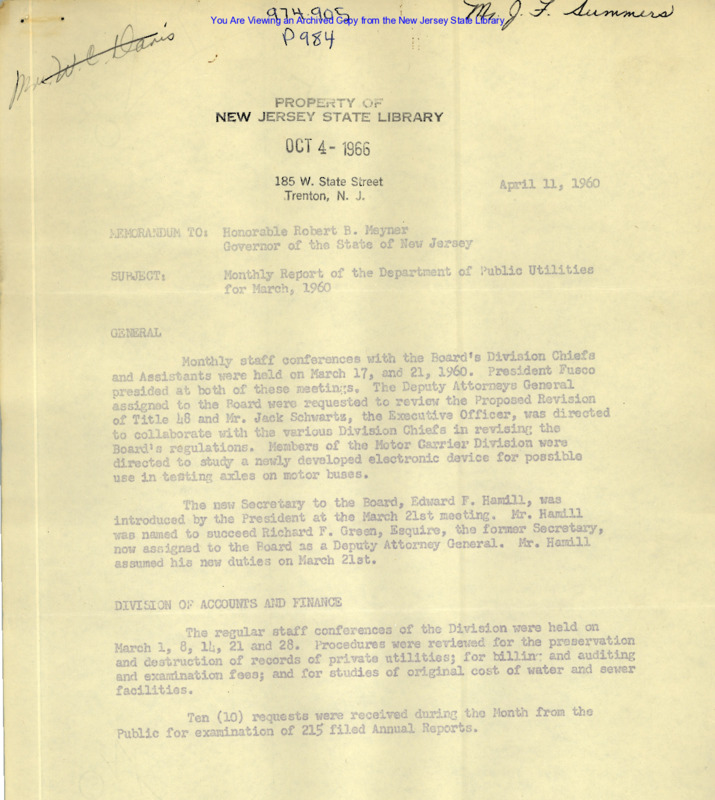 974.905
You Are Viewing an Archived Copy from the New Jersey State Library
Mr. J. F. Summers
P984
Mr. W. C. Davis
PROPERTY OF
NEW JERSEY STATE LIBRARY
OCT 4 - 1966
185 W. State Street
Trenton, N. J.
April 11, 1960
MEMORANDUM TO: Honorable Robert B. Meyner
Governor of the State of New Jersey
SUBJECT: Monthly Report of the Department of Public Utilities
for March, 1960
GENERAL
Monthly staff conferences with the Board's Division Chiefs
and Assistants were held on March 17, and 21, 1960. President Fusco
presided at both of these meetings. The Deputy Attorneys General
assigned to the Board were requested to review the Proposed Revision
of Title 48 and Mr. Jack Schwartz, the Executive Officer, was directed
to collaborate with the various Division Chiefs in revising the
Board's regulations. Members of the Motor Carrier Division were
directed to study a newly developed electronic device for possible
use in testing axles on motor buses.
The new Secretary to the Board, Edward F. Hamill, was
introduced by the President at the March 21st meeting. Mr. Hamill
was named to succeed Richard F. Green, Esquire, the former Secretary,
now assigned to the Board as a Deputy Attorney General. Mr. Hamill
assumed his new duties on March 21st.
DIVISION OF ACCOUNTS AND FINANCE
The regular staff conferences of the Division were held on
March 1, 8, 14, 21 and 28. Procedures were reviewed for the preservation
and destruction of records of private utilities; for billing and auditing
and examination fees; and for studies of original cost of water and sewer
facilities.
Ten (10) requests were received during the Month from the
Public for examination of 215 filed Annual Reports.